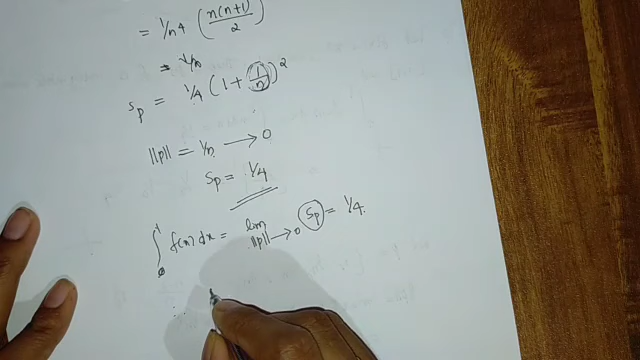 = 1/n4 (n(n+1)/2)
= 1/n
Sp = 1/4 (1 + 1/n)2
||p|| = 1/n → 0
Sp = 1/4
∫ 1 0 f(x) dx = lim ||p|| → 0 Sp = 1/4.